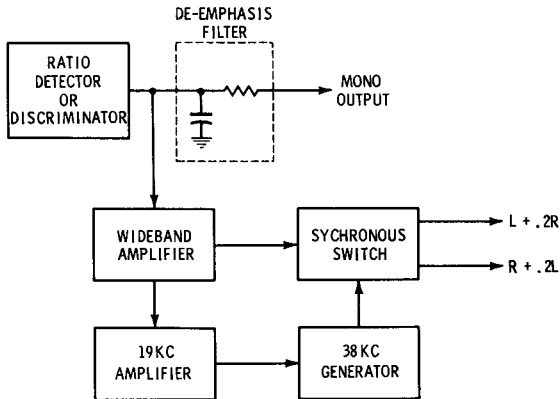 DE-EMPHASIS
FILTER
RATIO
DETECTOR
OR
DISCRIMINATOR
MONO
OUTPUT
WIDEBAND
AMPLIFIER
SYCHRONOUS
SWITCH
L + .2R
R + .2L
19KC
AMPLIFIER
38KC
GENERATOR